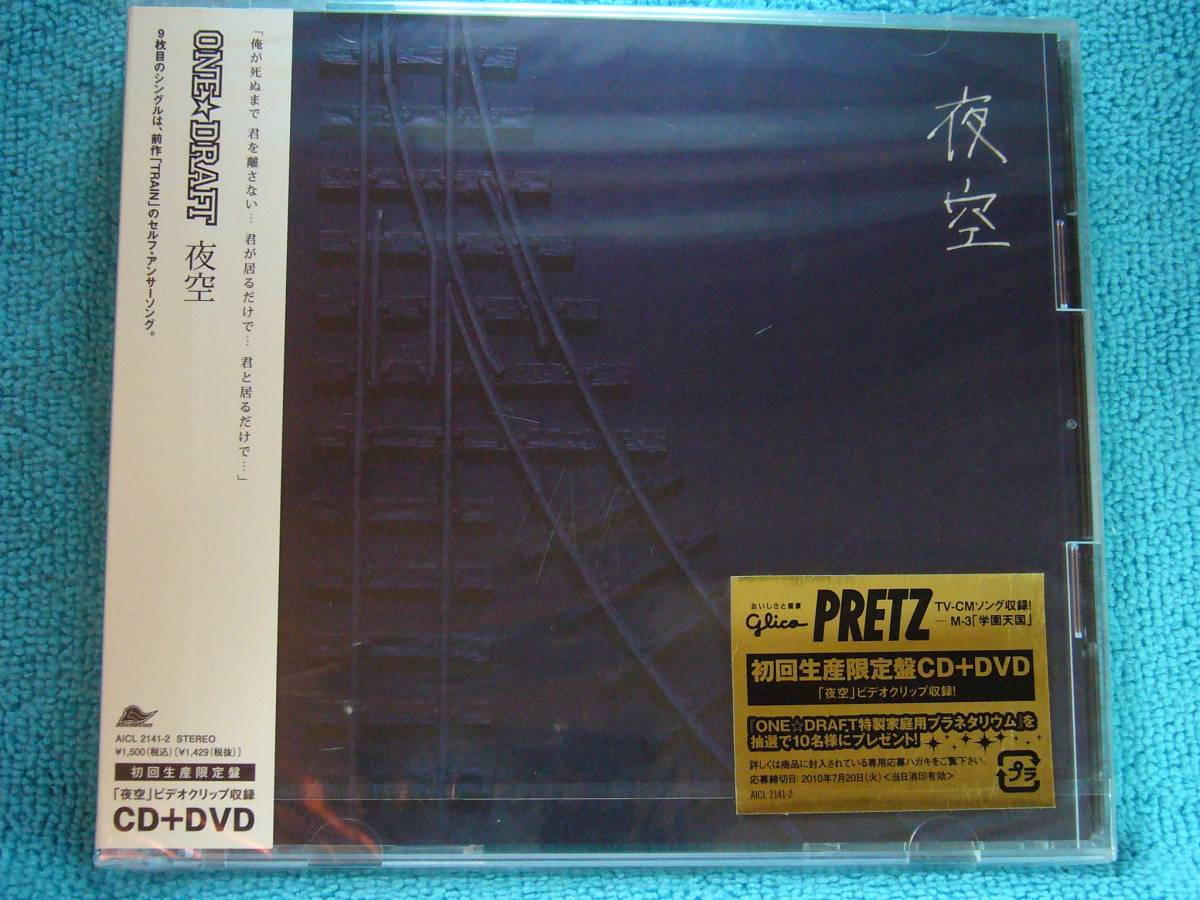 「俺が死ぬまで 君を離さない… 君が居るだけで… 君と居るだけで…」
ONE☆DRAFT 夜空
9枚目のシングルは、前作「TRAIN」のセルフ・アンサーソング。
AICL 2141-2 STEREO
¥1,500(税込)[¥1,429(税抜)]
初回生産限定盤
「夜空」ビデオクリップ収録
CD+DVD
夜空
おいしさと健康
glico PRETZ
TV-CMソング収録!
M-3「学園天国」
初回生産限定盤CD+DVD
「夜空」ビデオクリップ収録!
『ONE☆DRAFT特製家庭用プラネタリウム』を
抽選で10名様にプレゼント!
詳しくは商品に封入されている専用応募ハガキをご覧下さい。
応募締切日:2010年7月20日(火)<当日消印有効>
AICL 2141-2
プラ